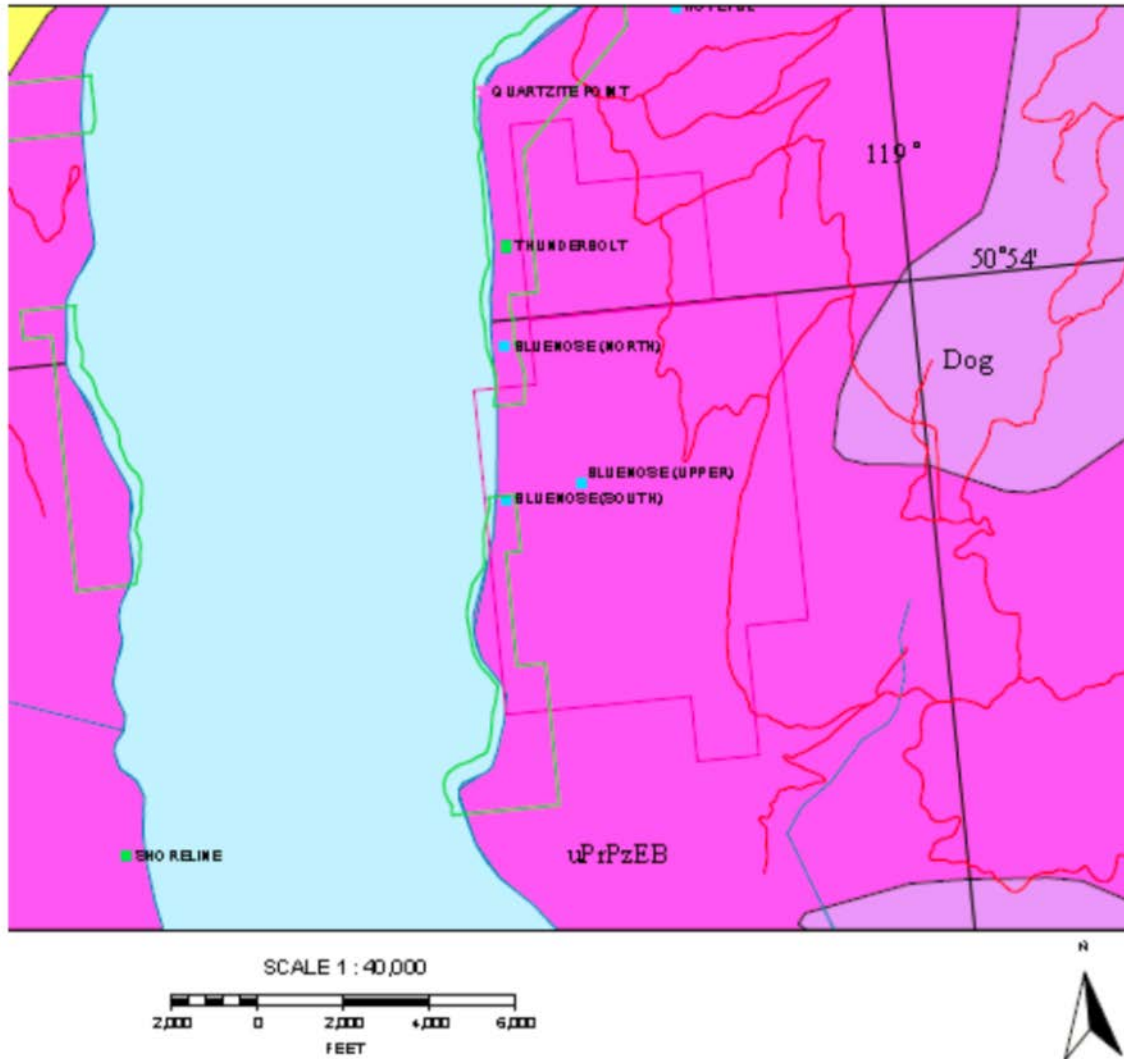 QUARTZITE POINT
119°
THUNDERBOLT
50°54'
BLUENOSE (NORTH)
Dog
BLUENOSE (UPPER)
BLUENOSE (SOUTH)
uPrPzEB
SHORELINE
N
SCALE 1 : 40,000
2,000 0 2,000 4,000 6,000
FEET